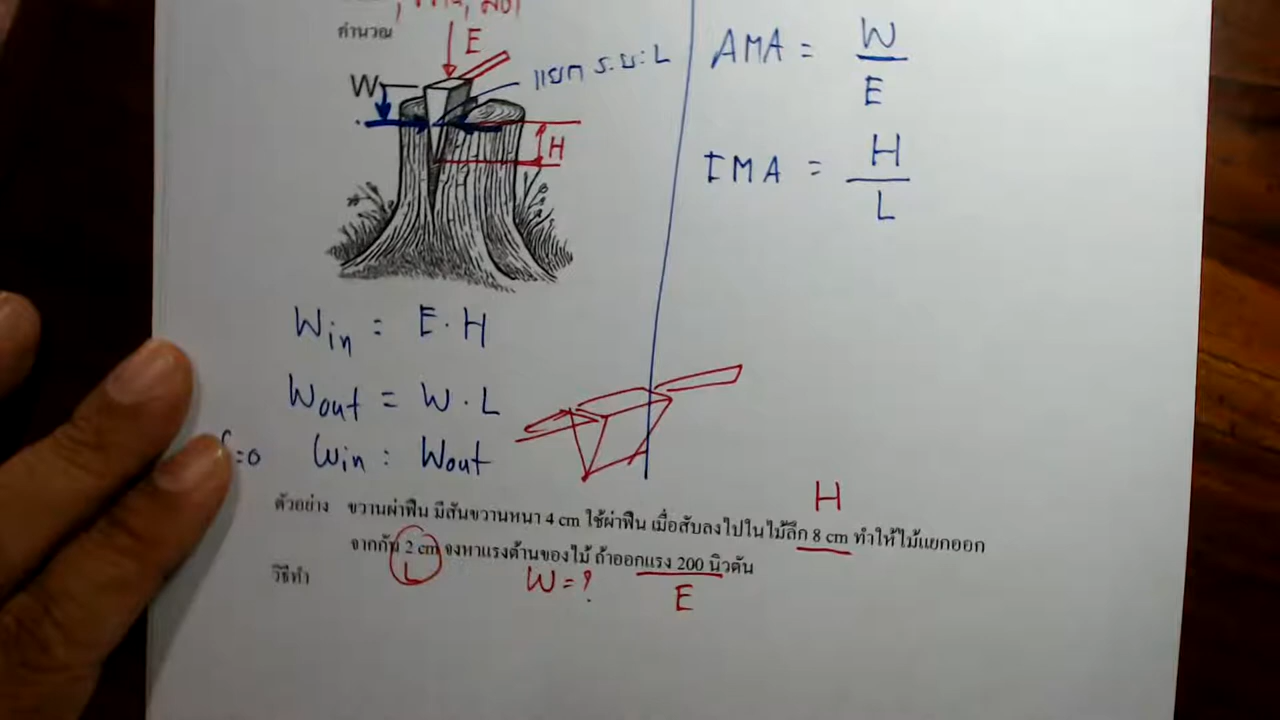 คำนวณ
E
W
แยก ระยะ L
H
AMA = W / E
IMA = H / L
Win = E · H
Wout = W · L
=0 Win = Wout
H
ตัวอย่าง ขวานผ่าฟืน มีสันขวานหนา 4 cm ใช้ผ่าฟืน เมื่อสับลงไปในไม้ลึก 8 cm ทำให้ไม้แยกออก
จากกัน 2 cm จงหาแรงต้านของไม้ ถ้าออกแรง 200 นิวตัน
วิธีทำ L W = ? E